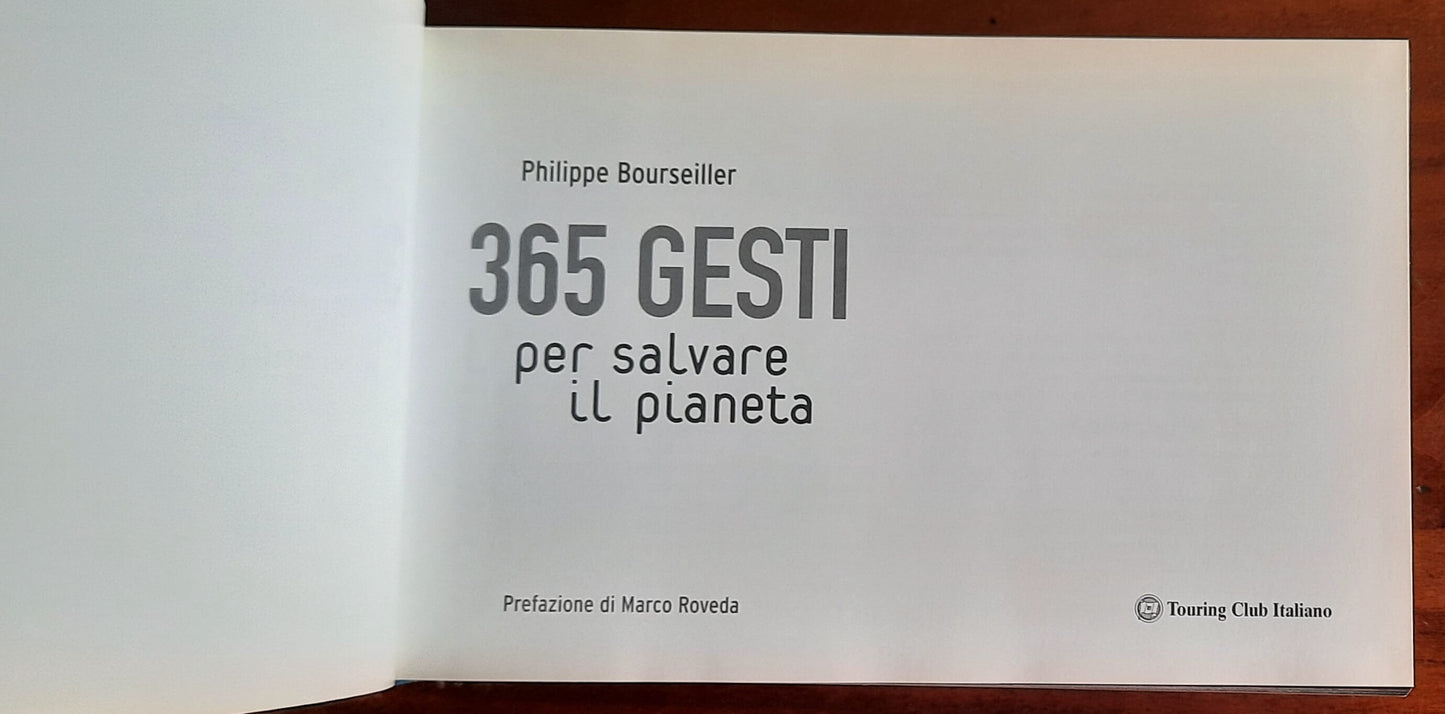 Philippe Bourseiller
365 GESTI
per salvare
il pianeta
Prefazione di Marco Roveda
Touring Club Italiano